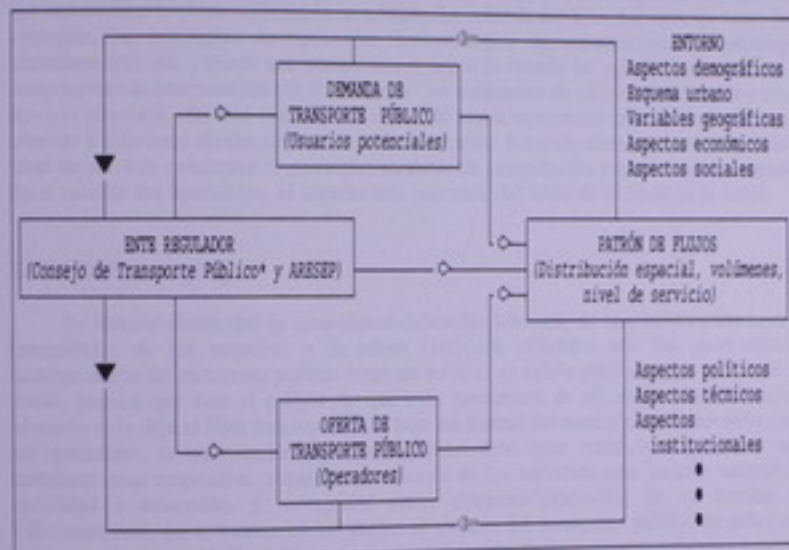 ENTORNO
Aspectos demográficos
Esquema urbano
Variables geográficas
Aspectos económicos
Aspectos sociales
DEMANDA DE
TRANSPORTE PÚBLICO
(Usuarios potenciales)
ENTE REGULADOR
(Consejo de Transporte Público* y ARESEP)
PATRÓN DE FLUJOS
(Distribución espacial, volúmenes,
nivel de servicio)
OFERTA DE
TRANSPORTE PÚBLICO
(Operadores)
Aspectos políticos
Aspectos técnicos
Aspectos
institucionales